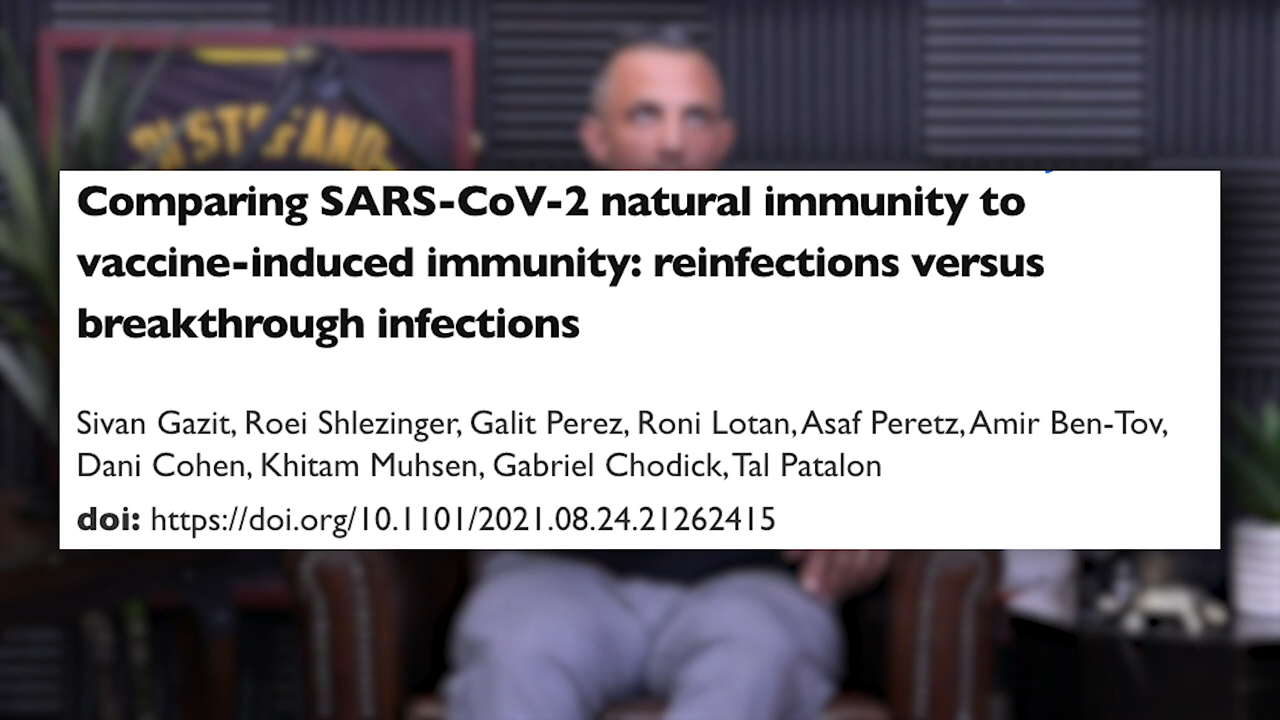 DI STEFANO
Comparing SARS-CoV-2 natural immunity to
vaccine-induced immunity: reinfections versus
breakthrough infections
Sivan Gazit, Roei Shlezinger, Galit Perez, Roni Lotan, Asaf Peretz, Amir Ben-Tov,
Dani Cohen, Khitam Muhsen, Gabriel Chodick, Tal Patalon
doi: https://doi.org/10.1101/2021.08.24.21262415